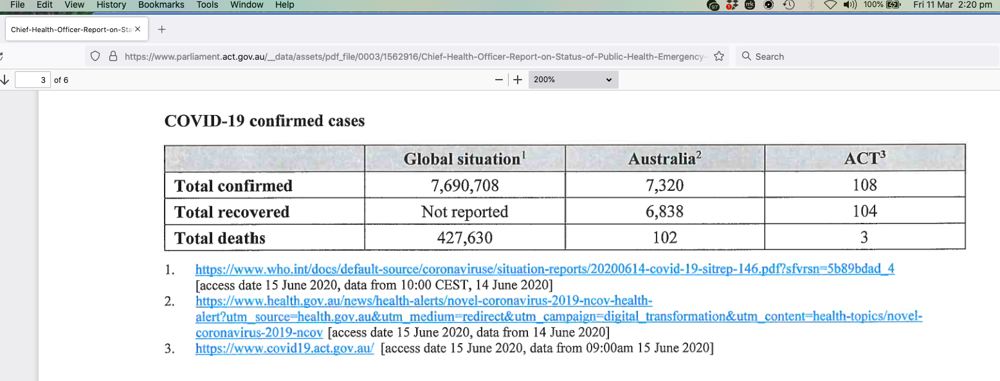 File Edit View History Bookmarks Tools Window Help 97 1 mk 100% Fri 11 Mar 2:20 pm
Chief-Health-Officer-Report-on-Sta
https://www.parliament.act.gov.au/__data/assets/pdf_file/0003/1562916/Chief-Health-Officer-Report-on-Status-of-Public-Health-Emergency- Search
3 of 6 200%
COVID-19 confirmed cases
Global situation1 Australia2 ACT3
Total confirmed 7,690,708 7,320 108
Total recovered Not reported 6,838 104
Total deaths 427,630 102 3
1. https://www.who.int/docs/default-source/coronaviruse/situation-reports/20200614-covid-19-sitrep-146.pdf?sfvrsn=5b89bdad_4
[access date 15 June 2020, data from 10:00 CEST, 14 June 2020]
2. https://www.health.gov.au/news/health-alerts/novel-coronavirus-2019-ncov-health-
alert?utm_source=health.gov.au&utm_medium=redirect&utm_campaign=digital_transformation&utm_content=health-topics/novel-
coronavirus-2019-ncov [access date 15 June 2020, data from 14 June 2020]
3. https://www.covid19.act.gov.au/ [access date 15 June 2020, data from 09:00am 15 June 2020]